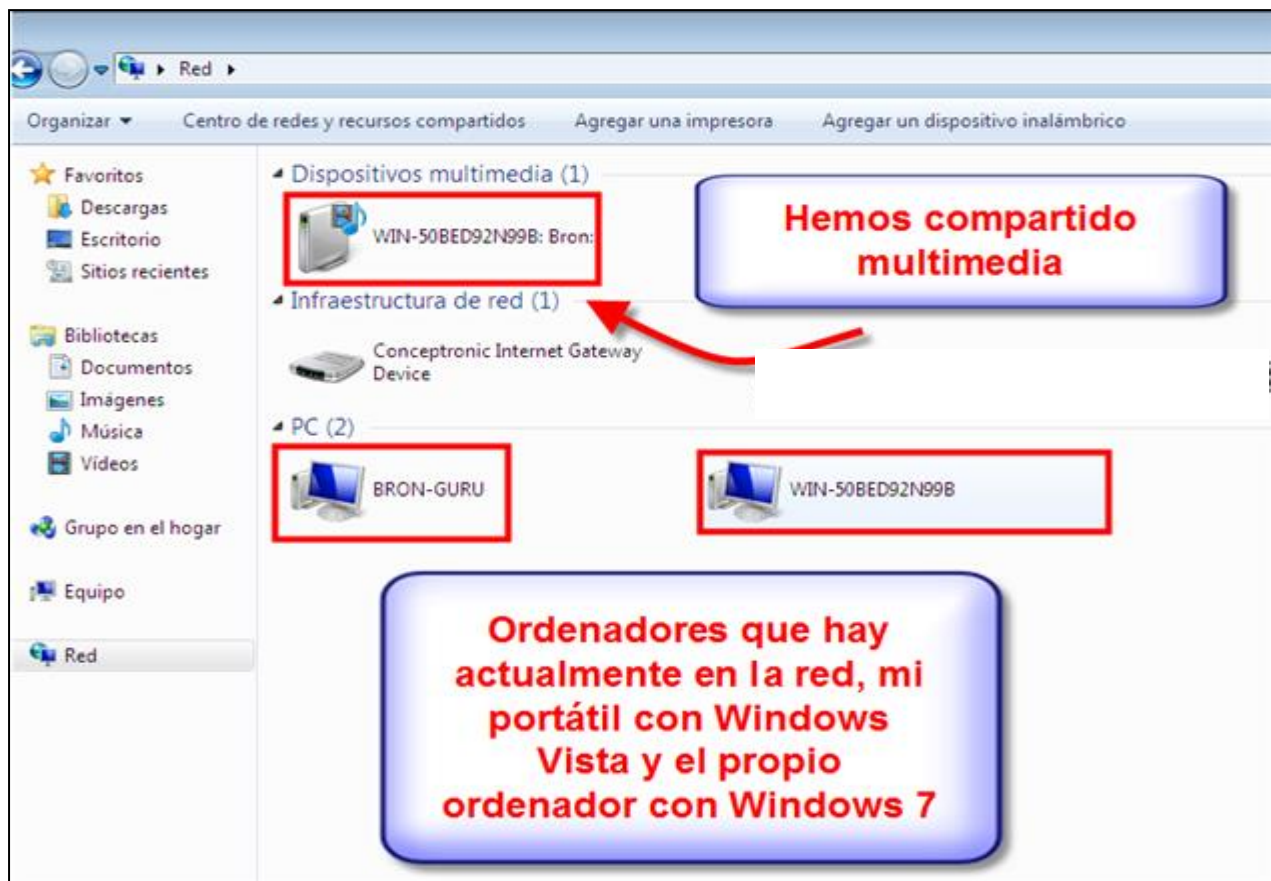 Red
Organizar Centro de redes y recursos compartidos Agregar una impresora Agregar un dispositivo inalámbrico
Favoritos
Descargas
Escritorio
Sitios recientes
Bibliotecas
Documentos
Imágenes
Música
Vídeos
Grupo en el hogar
Equipo
Red
Dispositivos multimedia (1)
WIN-50BED92N99B: Bron:
Hemos compartido
multimedia
Infraestructura de red (1)
Conceptronic Internet Gateway
Device
PC (2)
BRON-GURU
WIN-50BED92N99B
Ordenadores que hay
actualmente en la red, mi
portátil con Windows
Vista y el propio
ordenador con Windows 7